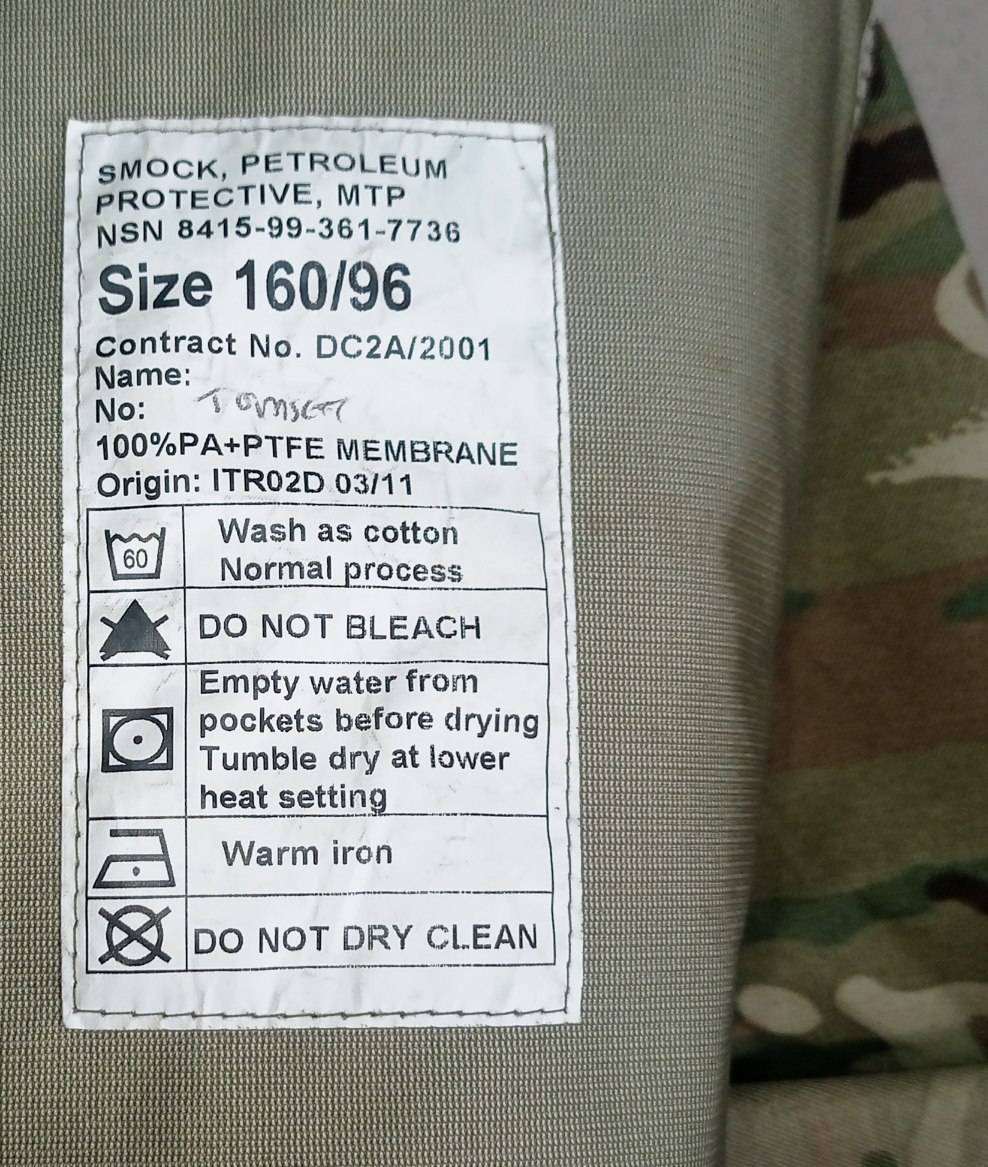 SMOCK, PETROLEUM
PROTECTIVE, MTP
NSN 8415-99-361-7736
Size 160/96
Contract No. DC2A/2001
Name:
No:
100%PA+PTFE MEMBRANE
Origin: ITR02D 03/11
60
Wash as cotton
Normal process
DO NOT BLEACH
Empty water from
pockets before drying
Tumble dry at lower
heat setting
Warm iron
DO NOT DRY CLEAN